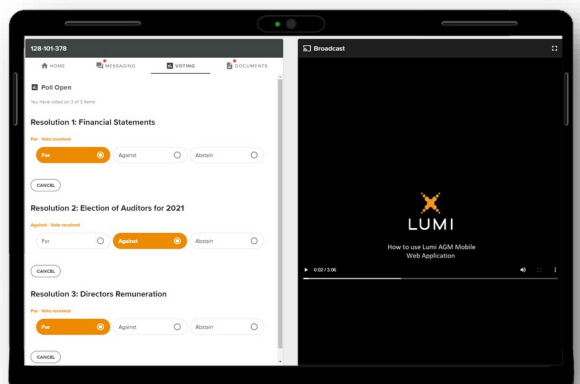 128-101-378
HOME
MESSAGING
VOTING
DOCUMENTS
Poll Open
You have voted on 3 of 3 items
Resolution 1: Financial Statements
For - Vote received
For
Against
Abstain
CANCEL
Resolution 2: Election of Auditors for 2021
Against - Vote received
For
Against
Abstain
CANCEL
Resolution 3: Directors Remuneration
For - Vote received
For
Against
Abstain
CANCEL
Broadcast
LUMI
How to use Lumi AGM Mobile
Web Application
0:02 / 3:06